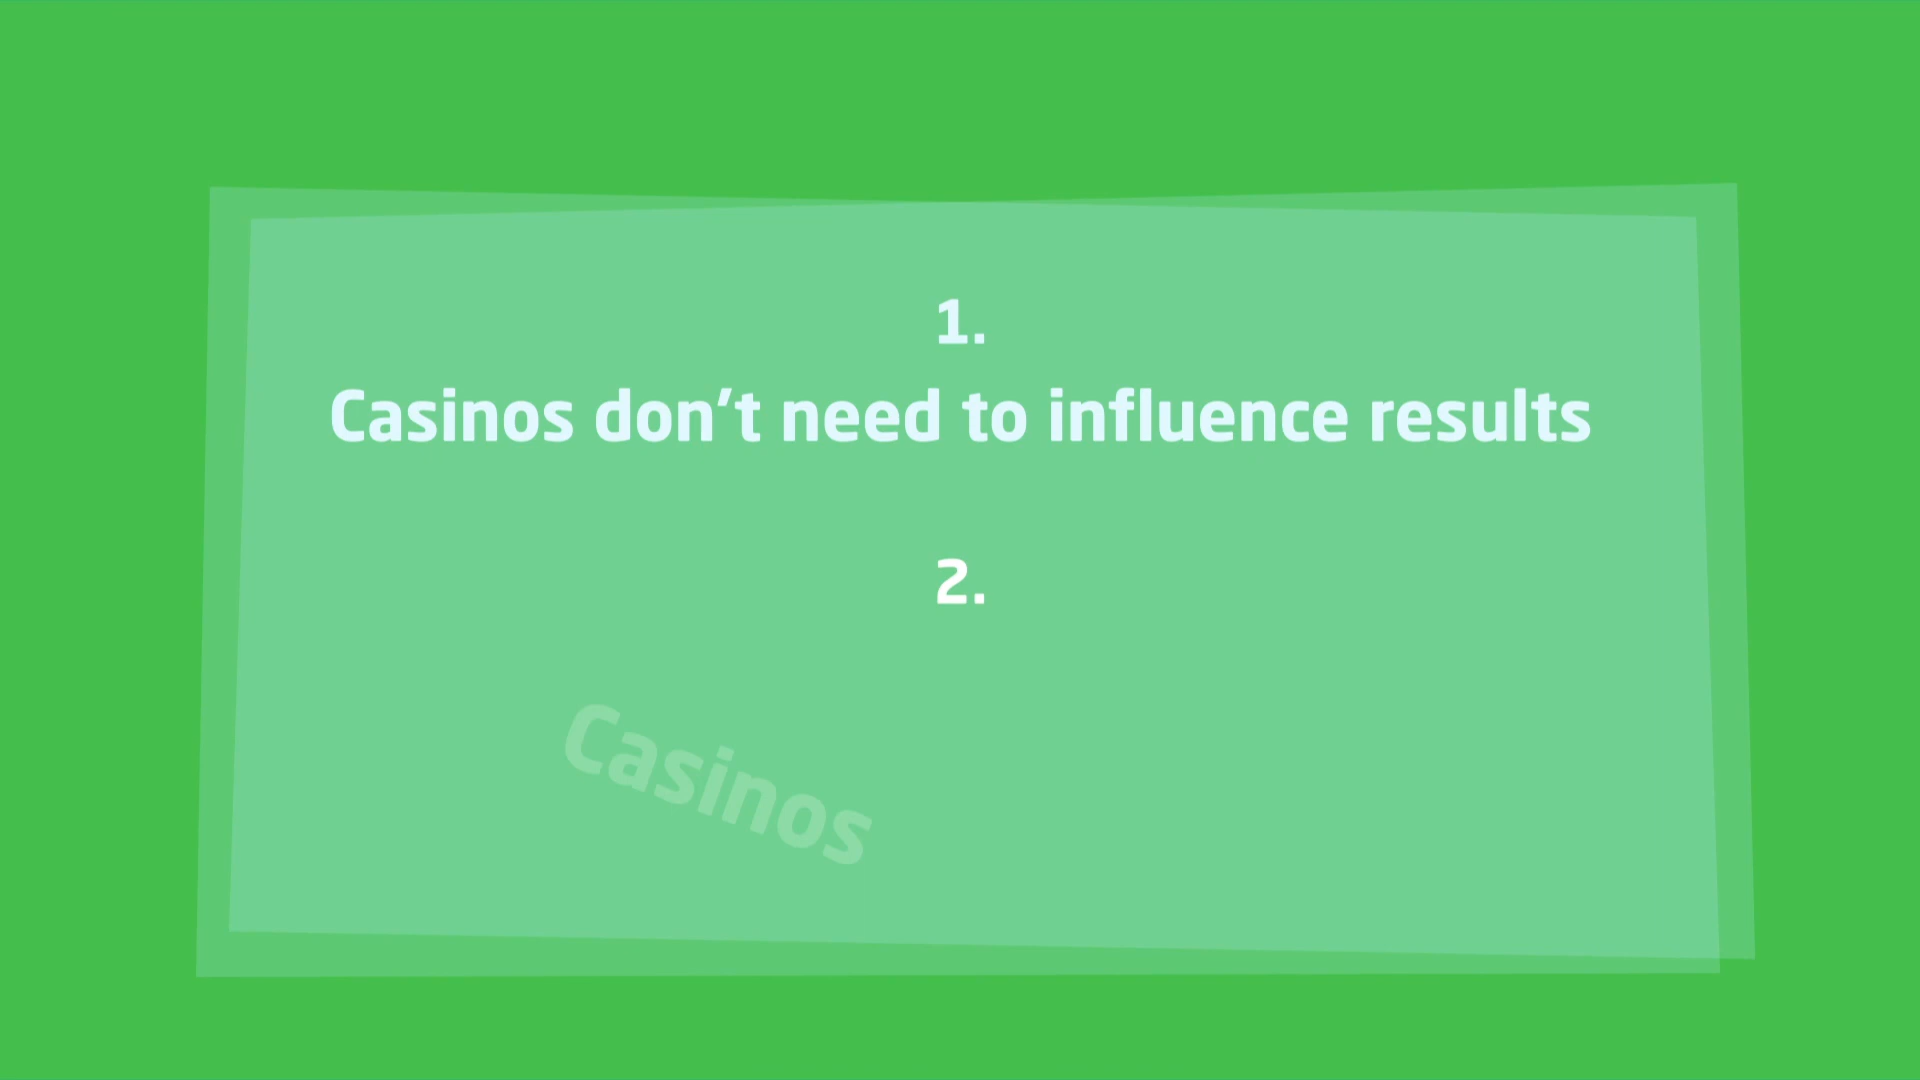 1.
Casinos don’t need to influence results
2.
Casinos